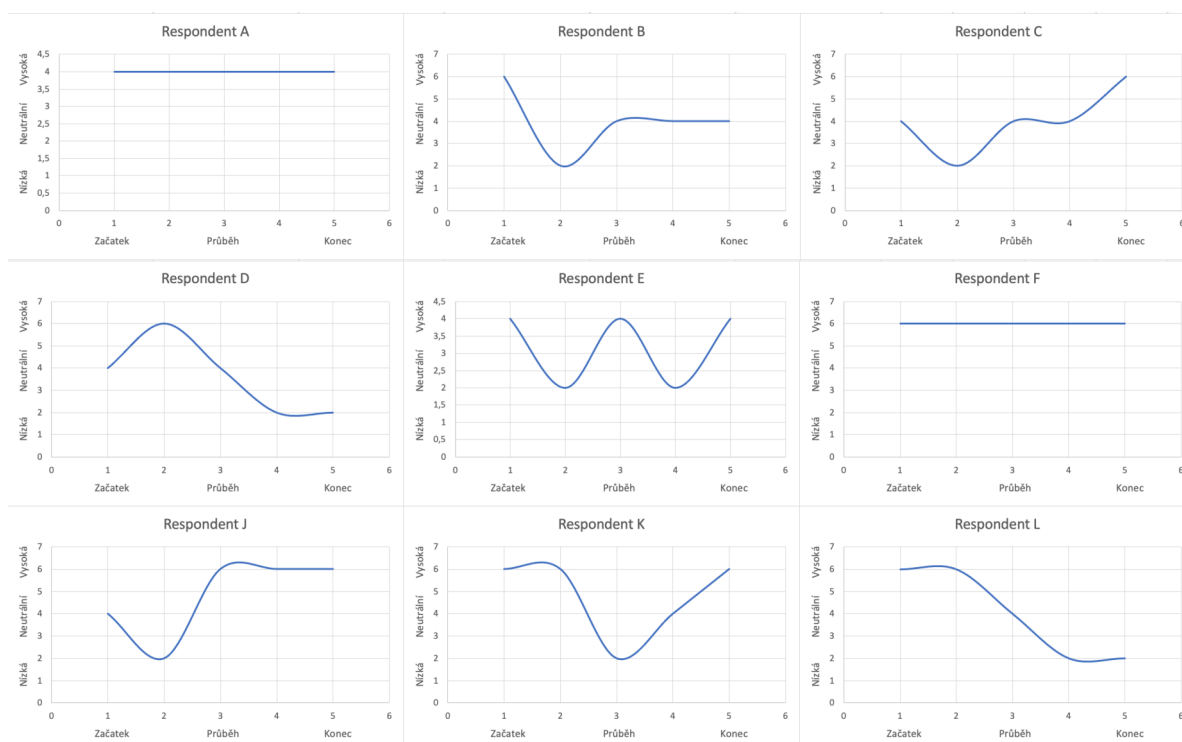 Respondent A
Vysoká
Neutrální
Nízká
4,5
4
3,5
3
2,5
2
1,5
1
0,5
0
0 1 2 3 4 5 6
Začatek Průběh Konec
Respondent B
Vysoká
Neutrální
Nízká
7
6
5
4
3
2
1
0
0 1 2 3 4 5 6
Začatek Průběh Konec
Respondent C
Vysoká
Neutrální
Nízká
7
6
5
4
3
2
1
0
0 1 2 3 4 5 6
Začatek Průběh Konec
Respondent D
Vysoká
Neutrální
Nízká
7
6
5
4
3
2
1
0
0 1 2 3 4 5 6
Začatek Průběh Konec
Respondent E
Vysoká
Neutrální
Nízká
4,5
4
3,5
3
2,5
2
1,5
1
0,5
0
0 1 2 3 4 5 6
Začatek Průběh Konec
Respondent F
Vysoká
Neutrální
Nízká
7
6
5
4
3
2
1
0
0 1 2 3 4 5 6
Začatek Průběh Konec
Respondent J
Vysoká
Neutrální
Nízká
7
6
5
4
3
2
1
0
0 1 2 3 4 5 6
Začatek Průběh Konec
Respondent K
Vysoká
Neutrální
Nízká
7
6
5
4
3
2
1
0
0 1 2 3 4 5 6
Začatek Průběh Konec
Respondent L
Vysoká
Neutrální
Nízká
7
6
5
4
3
2
1
0
0 1 2 3 4 5 6
Začatek Průběh Konec